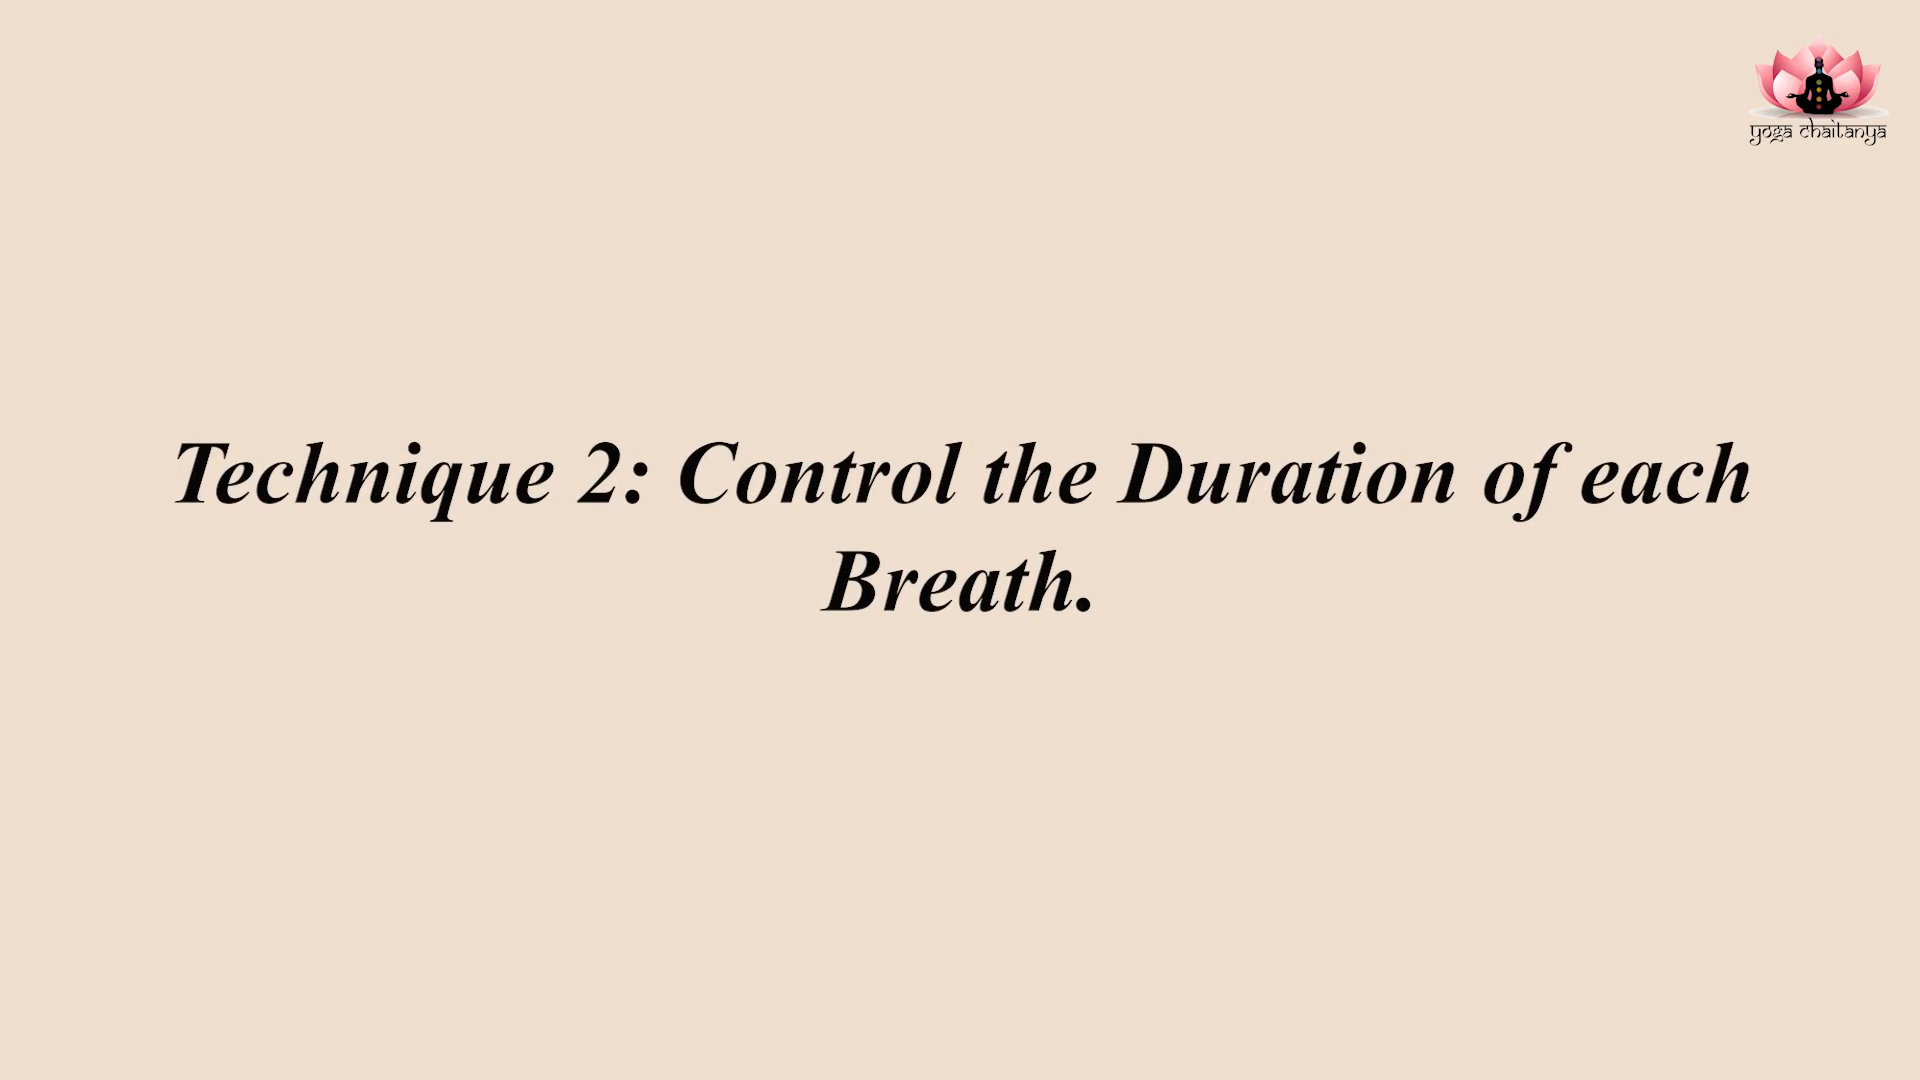 yoga chaitanya
Technique 2: Control the Duration of each
Breath.